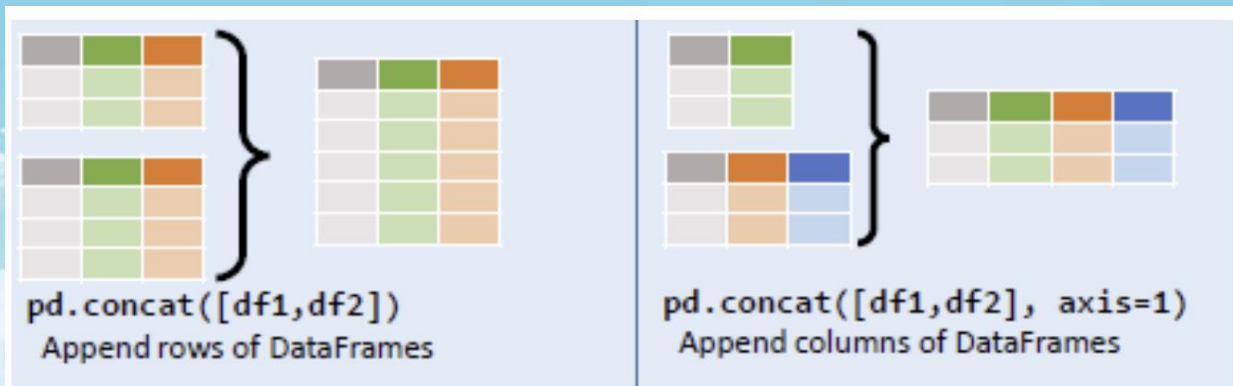 pd.concat([df1,df2])
Append rows of DataFrames
pd.concat([df1,df2], axis=1)
Append columns of DataFrames